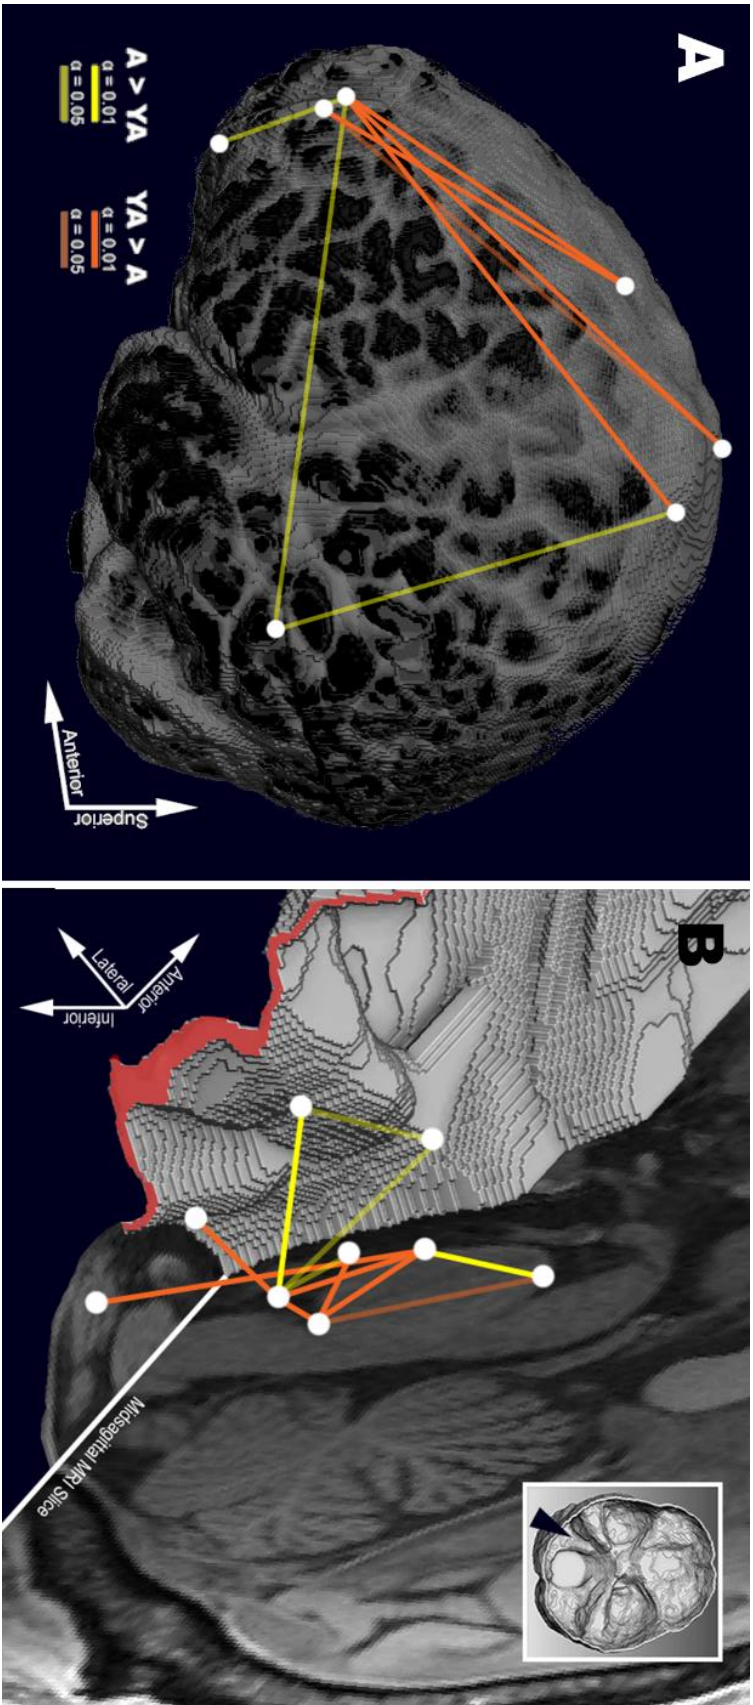 A
A > YA
α = 0.01
α = 0.05
YA > A
α = 0.01
α = 0.05
Anterior
Superior
B
Anterior
Lateral
Inferior
Midsagittal MRI Slice